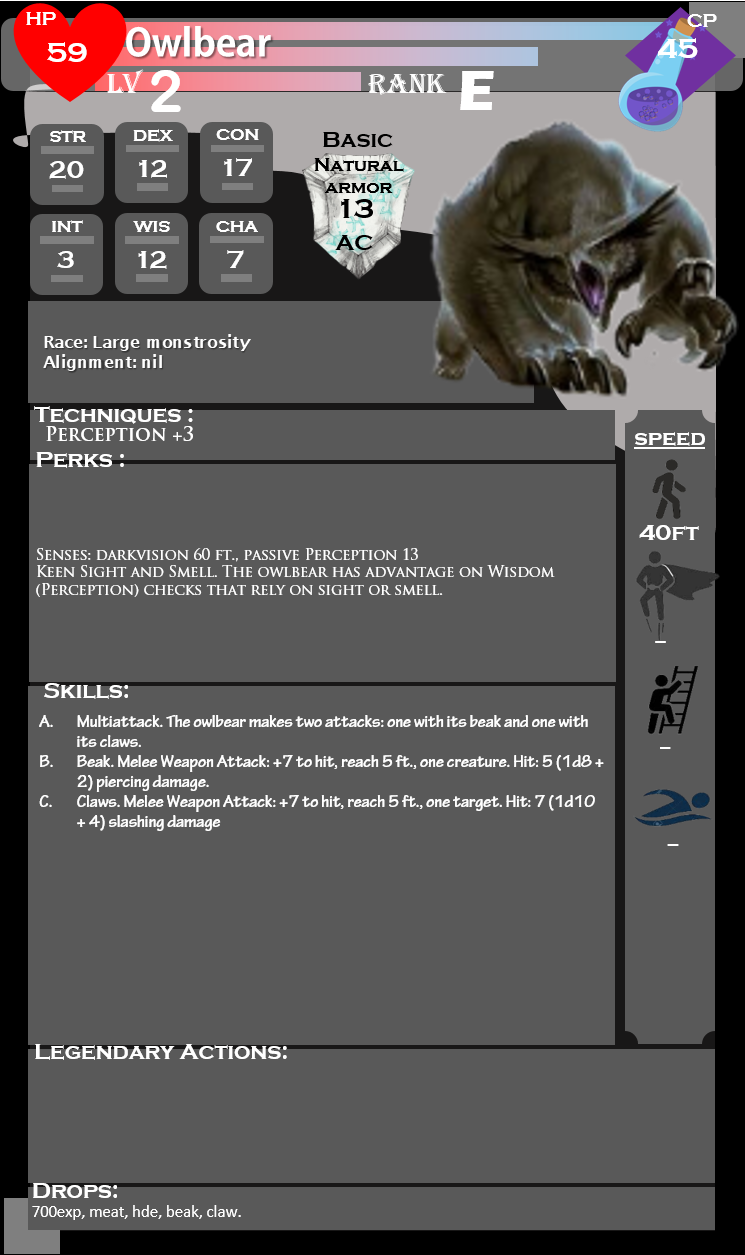 HP
59
Owlbear
CP
45
LV 2
RANK E
STR
20
DEX
12
CON
17
INT
3
WIS
12
CHA
7
Basic
Natural
armor
13
AC
Race: Large monstrosity
Alignment: nil
Techniques :
Perception +3
Perks :
Senses: darkvision 60 ft., passive Perception 13
Keen Sight and Smell. The owlbear has advantage on Wisdom
(Perception) checks that rely on sight or smell.
SPEED
40FT
–
–
–
Skills:
A. Multiattack. The owlbear makes two attacks: one with its beak and one with
its claws.
B. Beak. Melee Weapon Attack: +7 to hit, reach 5 ft., one creature. Hit: 5 (1d8 +
2) piercing damage.
C. Claws. Melee Weapon Attack: +7 to hit, reach 5 ft., one target. Hit: 7 (1d10
+ 4) slashing damage
Legendary Actions:
Drops:
700exp, meat, hde, beak, claw.